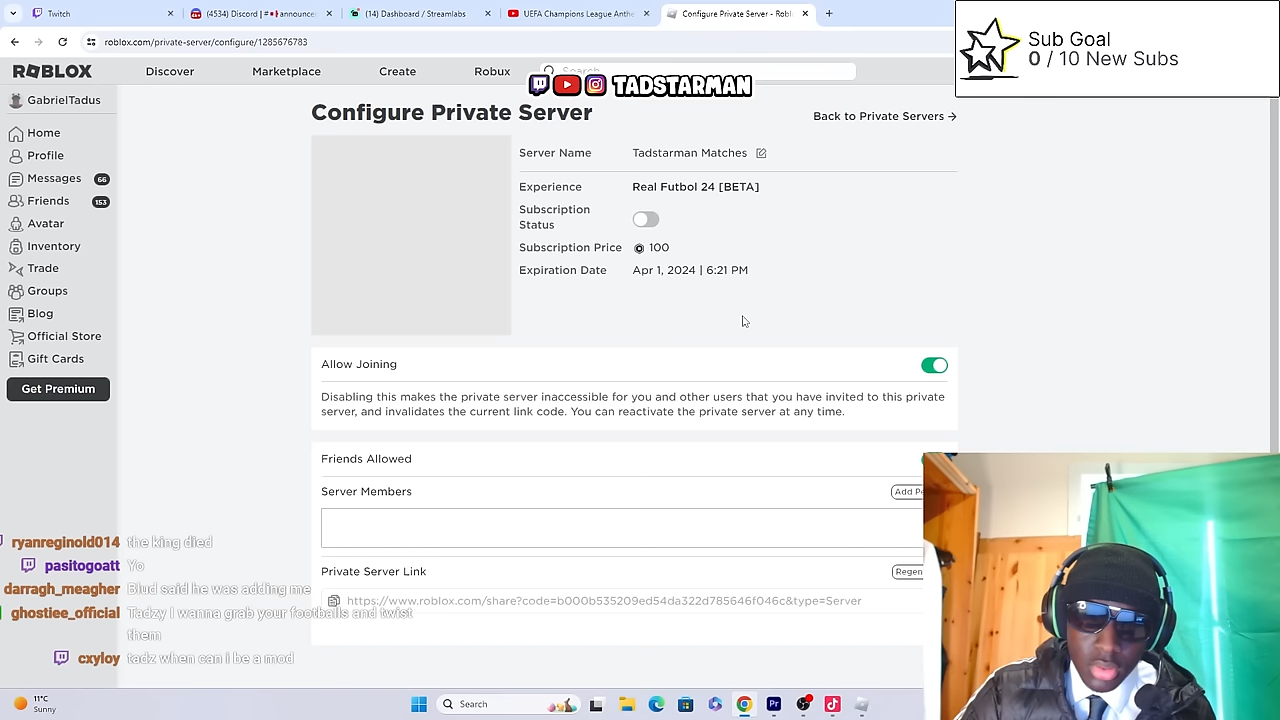 Twitch
(4534) Discord | #
announce
(14) Dashboard / Streamlabs
UEFA Champions League Anthe
Configure Private Server - Roblox
roblox.com/private-server/configure/1285083783
Sub Goal
0 / 10 New Subs
ROBLOX
Discover
Marketplace
Create
Robux
Search
TADSTARMAN
GabrielTadus
Home
Profile
Messages 66
Friends 153
Avatar
Inventory
Trade
Groups
Blog
Official Store
Gift Cards
Get Premium
Configure Private Server
Back to Private Servers →
Server Name Tadstarman Matches
Experience Real Futbol 24 [BETA]
Subscription
Status
Subscription Price 100
Expiration Date Apr 1, 2024 | 6:21 PM
Allow Joining
Disabling this makes the private server inaccessible for you and other users that you have invited to this private
server, and invalidates the current link code. You can reactivate the private server at any time.
Friends Allowed
Server Members
Add Pe
Private Server Link
Regen
.roblox.com/share?code=b000b535209ed54da322d785646f046c&type=Server
ryanreginold014 the king died
pasitogoatt Yo
darragh_meagher Blud said he was adding m
ghostiee_official Tadzy I wanna grab your footballs and twist
them
cxyloy tadz when can I be a mod
11°C
Sunny
Search